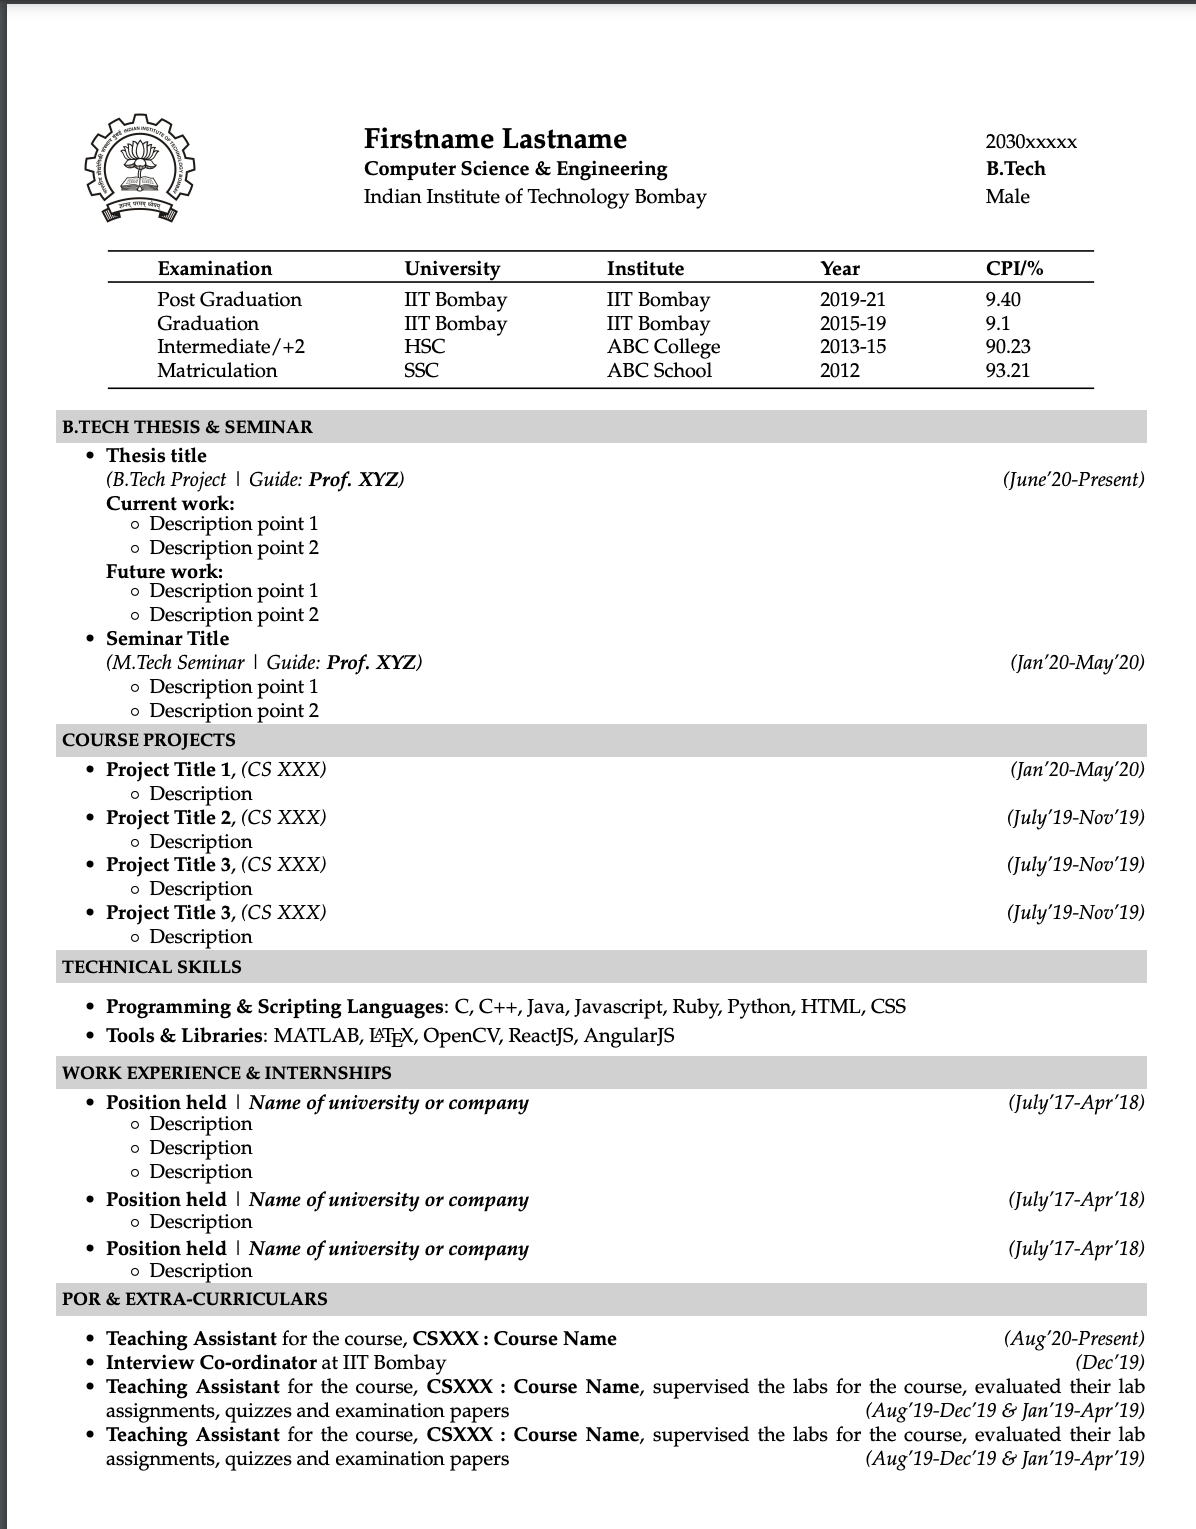 Firstname Lastname 2030xxxxx
Computer Science & Engineering B.Tech
Indian Institute of Technology Bombay Male
Examination University Institute Year CPI/%
Post Graduation IIT Bombay IIT Bombay 2019-21 9.40
Graduation IIT Bombay IIT Bombay 2015-19 9.1
Intermediate/+2 HSC ABC College 2013-15 90.23
Matriculation SSC ABC School 2012 93.21
B.TECH THESIS & SEMINAR
• Thesis title
(B.Tech Project | Guide: Prof. XYZ) (June'20-Present)
Current work:
◦ Description point 1
◦ Description point 2
Future work:
◦ Description point 1
◦ Description point 2
• Seminar Title
(M.Tech Seminar | Guide: Prof. XYZ) (Jan'20-May'20)
◦ Description point 1
◦ Description point 2
COURSE PROJECTS
• Project Title 1, (CS XXX) (Jan'20-May'20)
◦ Description
• Project Title 2, (CS XXX) (July'19-Nov'19)
◦ Description
• Project Title 3, (CS XXX) (July'19-Nov'19)
◦ Description
• Project Title 3, (CS XXX) (July'19-Nov'19)
◦ Description
TECHNICAL SKILLS
• Programming & Scripting Languages: C, C++, Java, Javascript, Ruby, Python, HTML, CSS
• Tools & Libraries: MATLAB, LATEX, OpenCV, ReactJS, AngularJS
WORK EXPERIENCE & INTERNSHIPS
• Position held | Name of university or company (July'17-Apr'18)
◦ Description
◦ Description
◦ Description
• Position held | Name of university or company (July'17-Apr'18)
◦ Description
• Position held | Name of university or company (July'17-Apr'18)
◦ Description
POR & EXTRA-CURRICULARS
• Teaching Assistant for the course, CSXXX : Course Name (Aug'20-Present)
• Interview Co-ordinator at IIT Bombay (Dec'19)
• Teaching Assistant for the course, CSXXX : Course Name, supervised the labs for the course, evaluated their lab
assignments, quizzes and examination papers (Aug'19-Dec'19 & Jan'19-Apr'19)
• Teaching Assistant for the course, CSXXX : Course Name, supervised the labs for the course, evaluated their lab
assignments, quizzes and examination papers (Aug'19-Dec'19 & Jan'19-Apr'19)